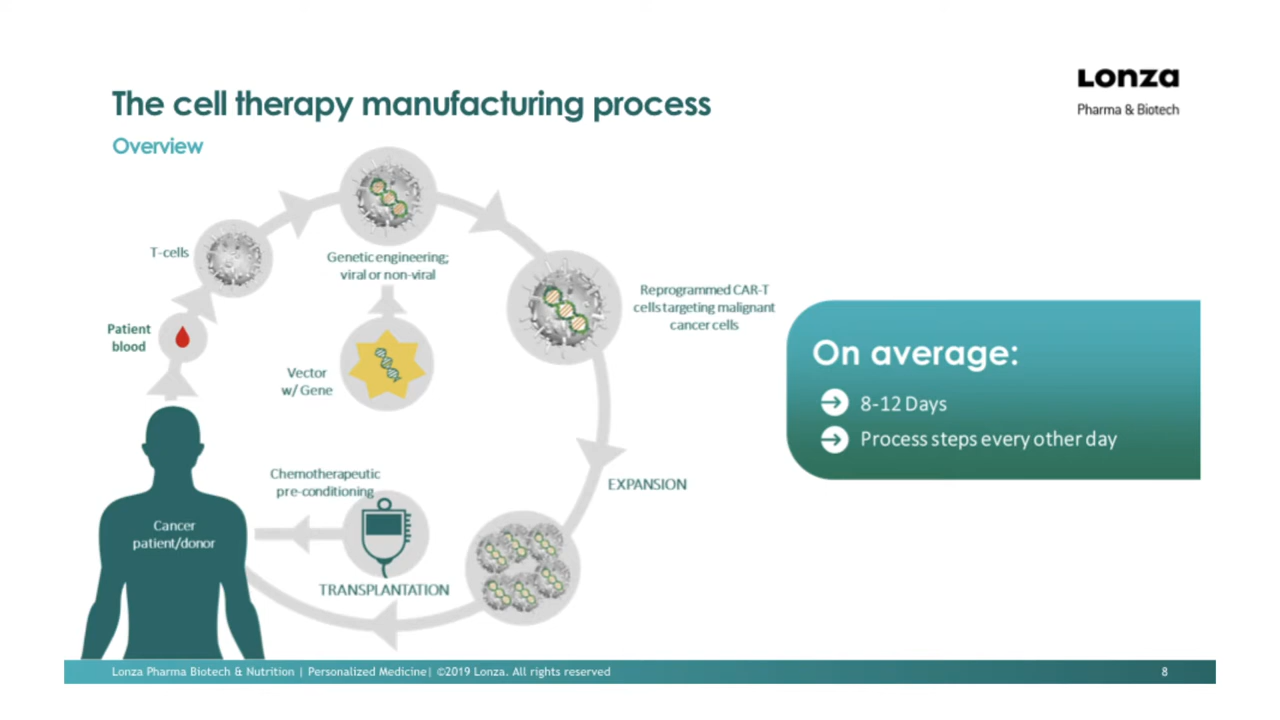 Lonza
Pharma & Biotech
The cell therapy manufacturing process
Overview
T-cells
Genetic engineering;
viral or non-viral
Reprogrammed CAR-T
cells targeting malignant
cancer cells
Patient
blood
Vector
w/ Gene
On average:
8-12 Days
Process steps every other day
Chemotherapeutic
pre-conditioning
EXPANSION
Cancer
patient/donor
TRANSPLANTATION
Lonza Pharma Biotech & Nutrition | Personalized Medicine| ©2019 Lonza. All rights reserved
8